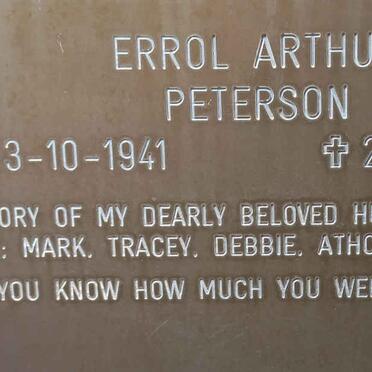 ERROL ARTHU
PETERSON
3-10-1941 ✝ 2
ORY OF MY DEARLY BELOVED H
: MARK, TRACEY, DEBBIE, ATHO
YOU KNOW HOW MUCH YOU WE